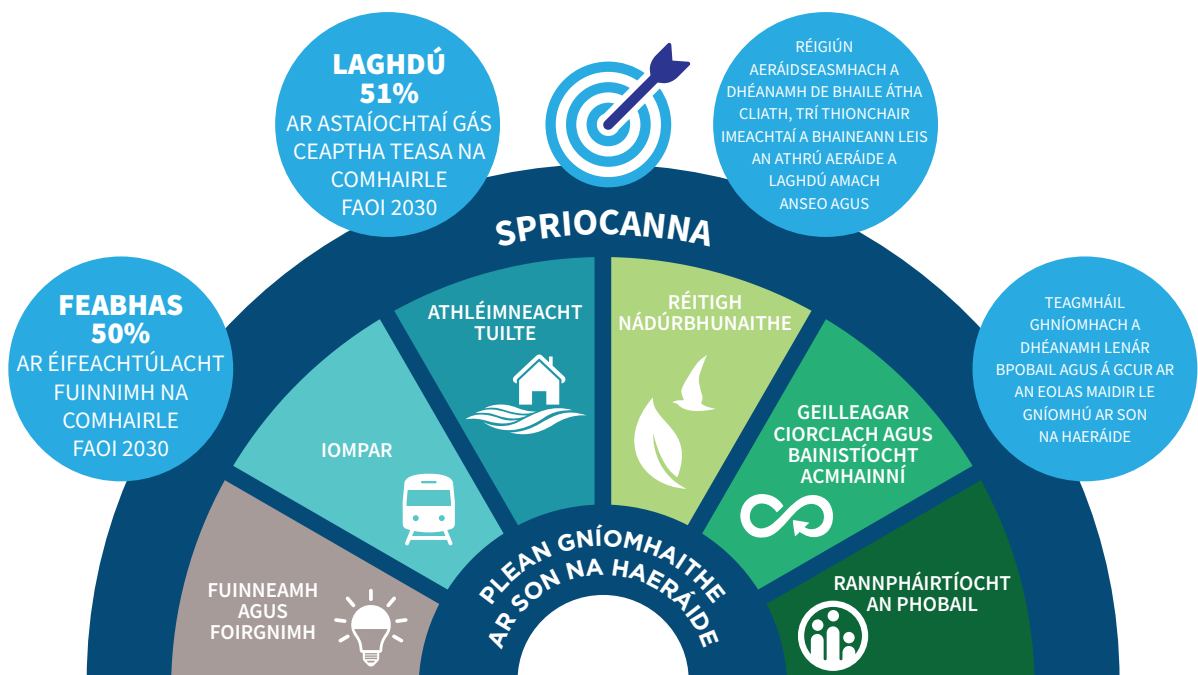 LAGHDÚ
51%
AR ASTAÍOCHTAÍ GÁS
CEAPTHA TEASA NA
COMHAIRLE
FAOI 2030
RÉIGIÚN
AERÁIDSEASMHACH A
DHÉANAMH DE BHAILE ÁTHA
CLIATH, TRÍ THIONCHAIR
IMEACHTAÍ A BHAINEANN LEIS
AN ATHRÚ AERÁIDE A
LAGHDÚ AMACH
ANSEO AGUS
SPRIOCANNA
FEABHAS
50%
AR ÉIFEACHTÚLACHT
FUINNIMH NA
COMHAIRLE
FAOI 2030
TEAGMHÁIL
GHNÍOMHACH A
DHÉANAMH LENÁR
BPOBAIL AGUS Á GCUR AR
AN EOLAS MAIDIR LE
GNÍOMHÚ AR SON
NA HAERÁIDE
FUINNEAMH
AGUS
FOIRGNIMH
IOMPAR
ATHLÉIMNEACHT
TUILTE
RÉITIGH
NÁDÚRBHUNAITHE
GEILLEAGAR
CIORCLACH AGUS
BAINISTÍOCHT
ACMHAINNÍ
RANNPHÁIRTÍOCHT
AN PHOBAIL
PLEAN GNÍOMHAITHE
AR SON NA HAERÁIDE